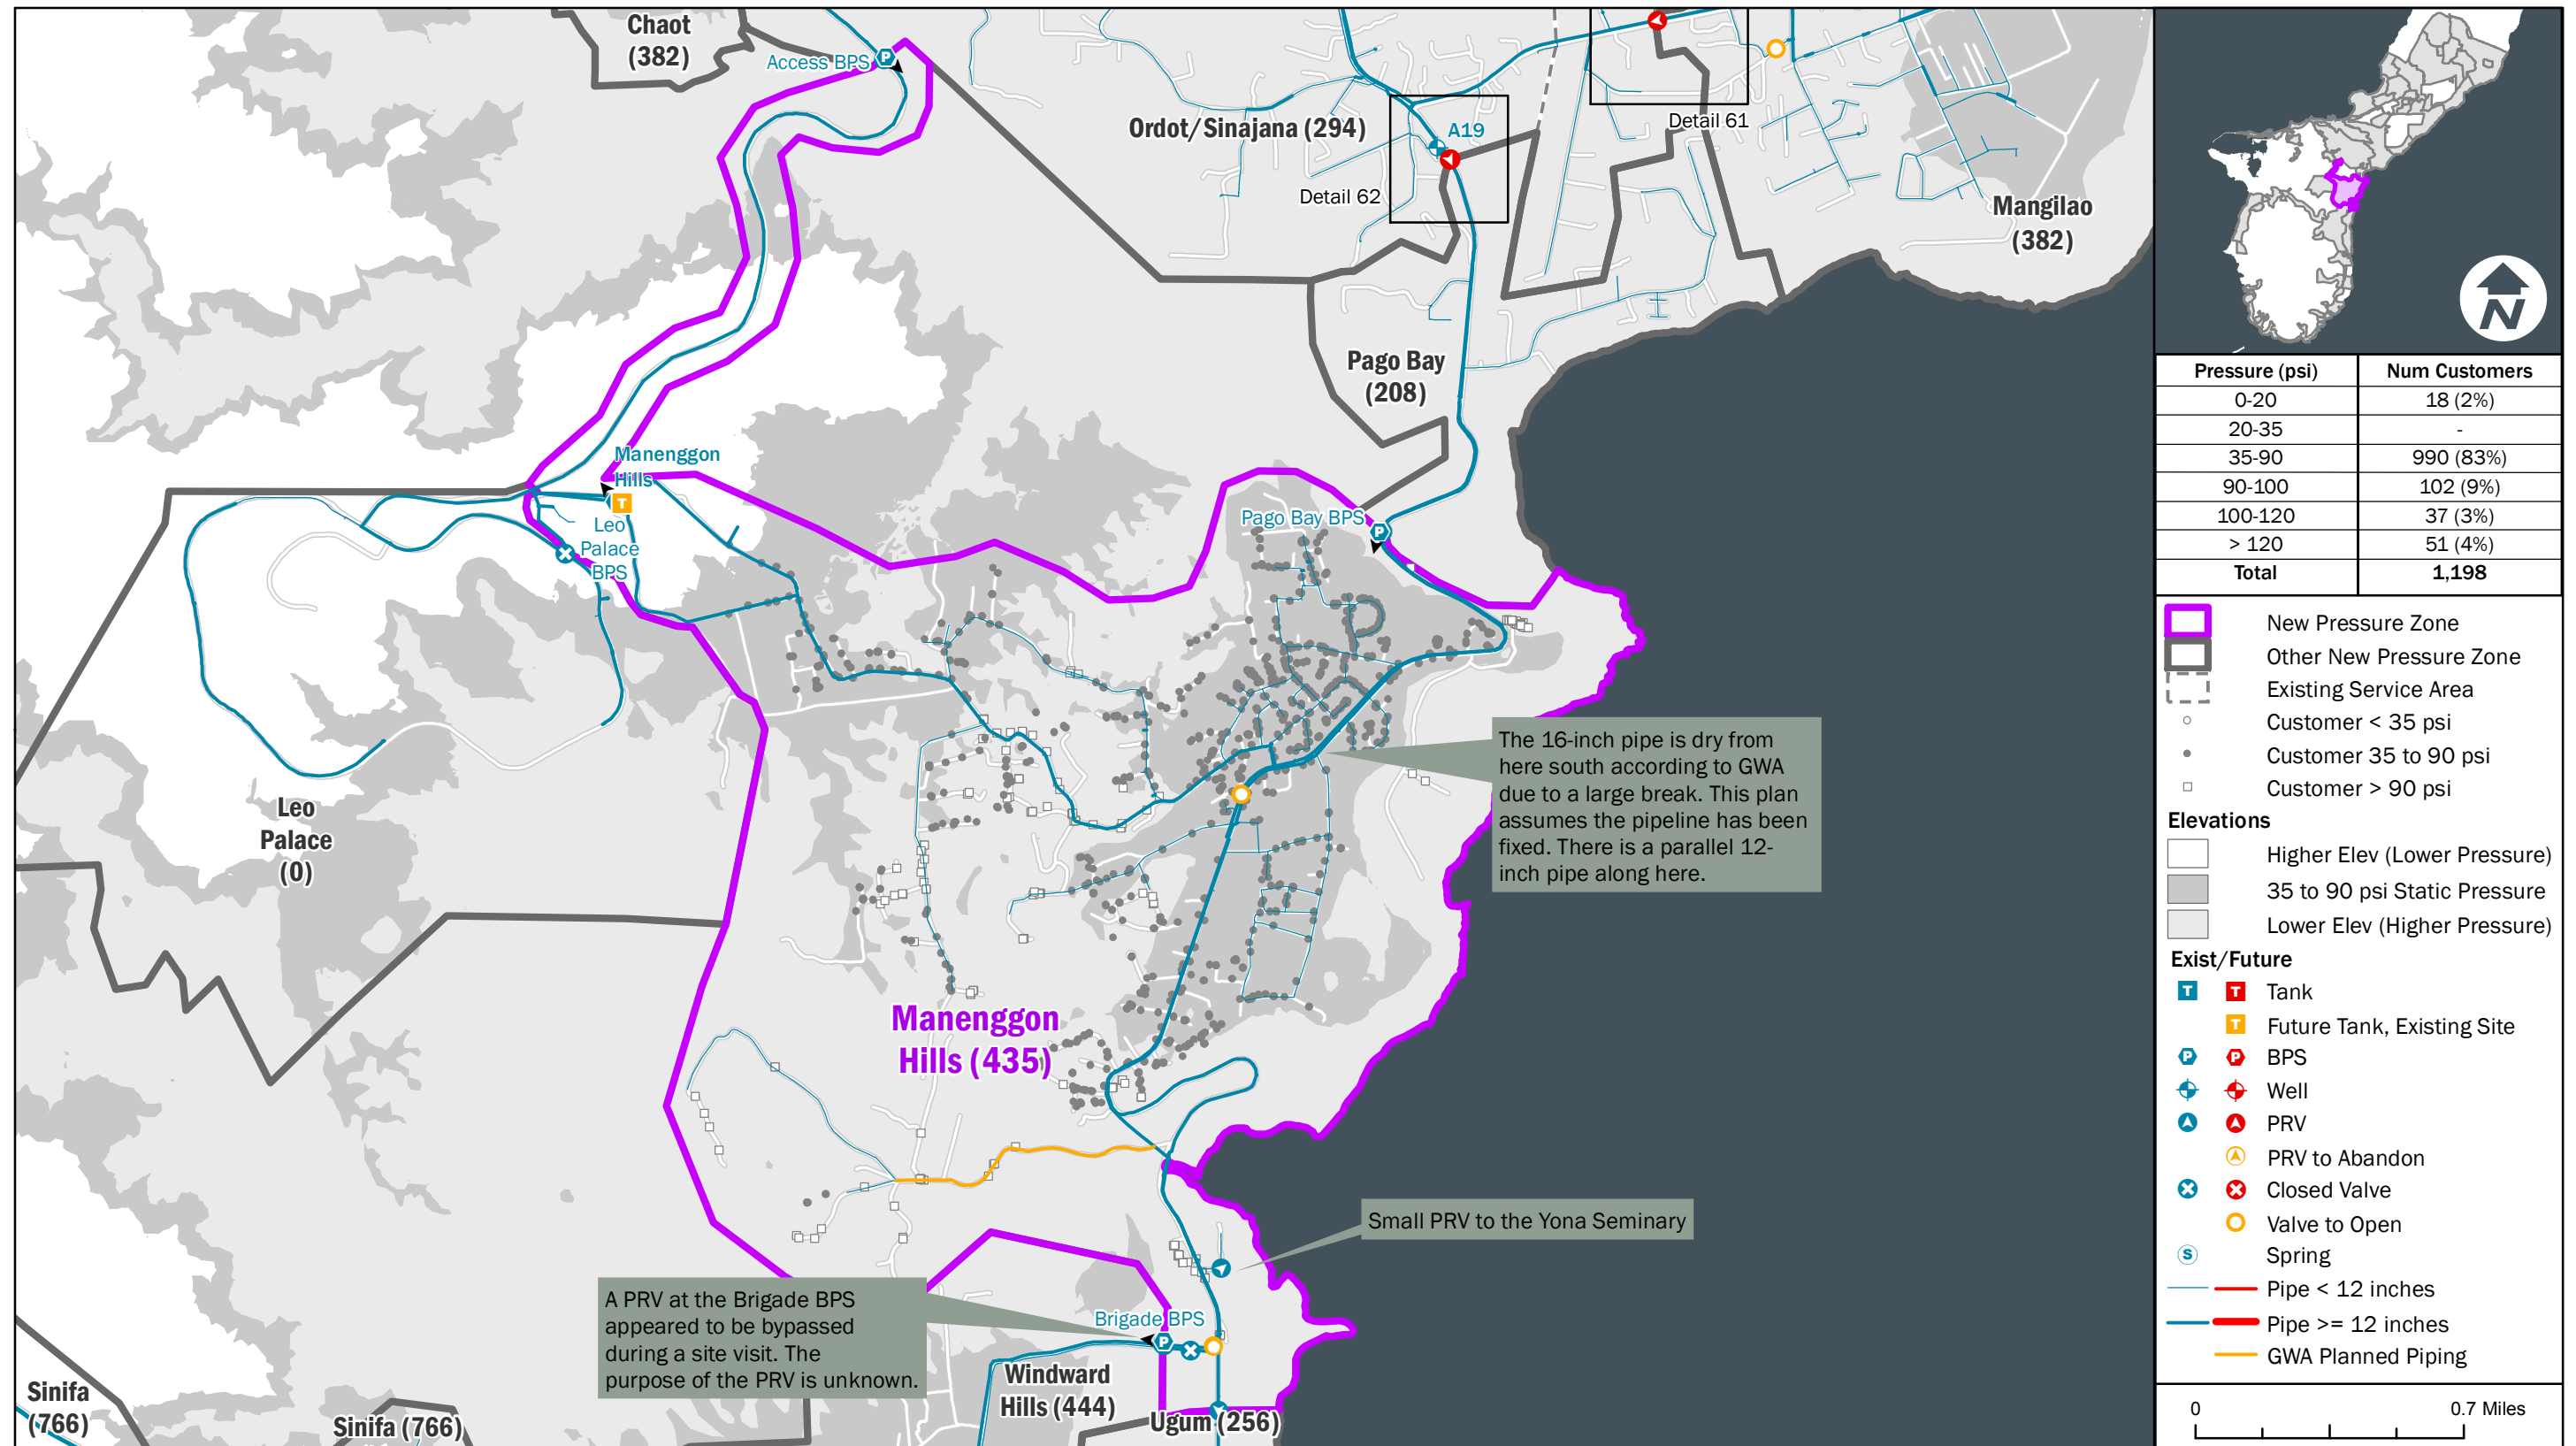 Chaot
(382)
Access BPS
P
Ordot/Sinajana (294)
A19
Detail 62
Detail 61
Mangilao
(382)
Pago Bay
(208)
Manenggon
Hills
T
Leo
Palace
BPS
Pago Bay BPS
P
Leo
Palace
(0)
The 16-inch pipe is dry from
here south according to GWA
due to a large break. This plan
assumes the pipeline has been
fixed. There is a parallel 12-
inch pipe along here.
Manenggon
Hills (435)
Small PRV to the Yona Seminary
A PRV at the Brigade BPS
appeared to be bypassed
during a site visit. The
purpose of the PRV is unknown.
Brigade BPS
P
Windward
Hills (444)
Ugum (256)
Sinifa
(766)
Sinifa (766)
N
Pressure (psi) Num Customers
0-20 18 (2%)
20-35 -
35-90 990 (83%)
90-100 102 (9%)
100-120 37 (3%)
> 120 51 (4%)
Total 1,198
New Pressure Zone
Other New Pressure Zone
Existing Service Area
Customer < 35 psi
Customer 35 to 90 psi
Customer > 90 psi
Elevations
Higher Elev (Lower Pressure)
35 to 90 psi Static Pressure
Lower Elev (Higher Pressure)
Exist/Future
T T Tank
T Future Tank, Existing Site
P P BPS
Well
PRV
PRV to Abandon
Closed Valve
Valve to Open
S Spring
Pipe < 12 inches
Pipe >= 12 inches
GWA Planned Piping
0 0.7 Miles